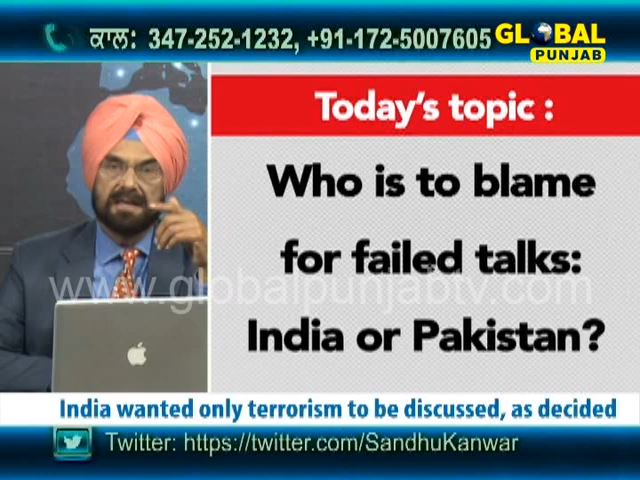 ਕਾਲ: 347-252-1232, +91-172-5007605
GLOBAL
PUNJAB
Today's topic :
Who is to blame
for failed talks:
India or Pakistan?
www.globalpunjabtv.com
India wanted only terrorism to be discussed, as decided
Twitter: https://twitter.com/SandhuKanwar